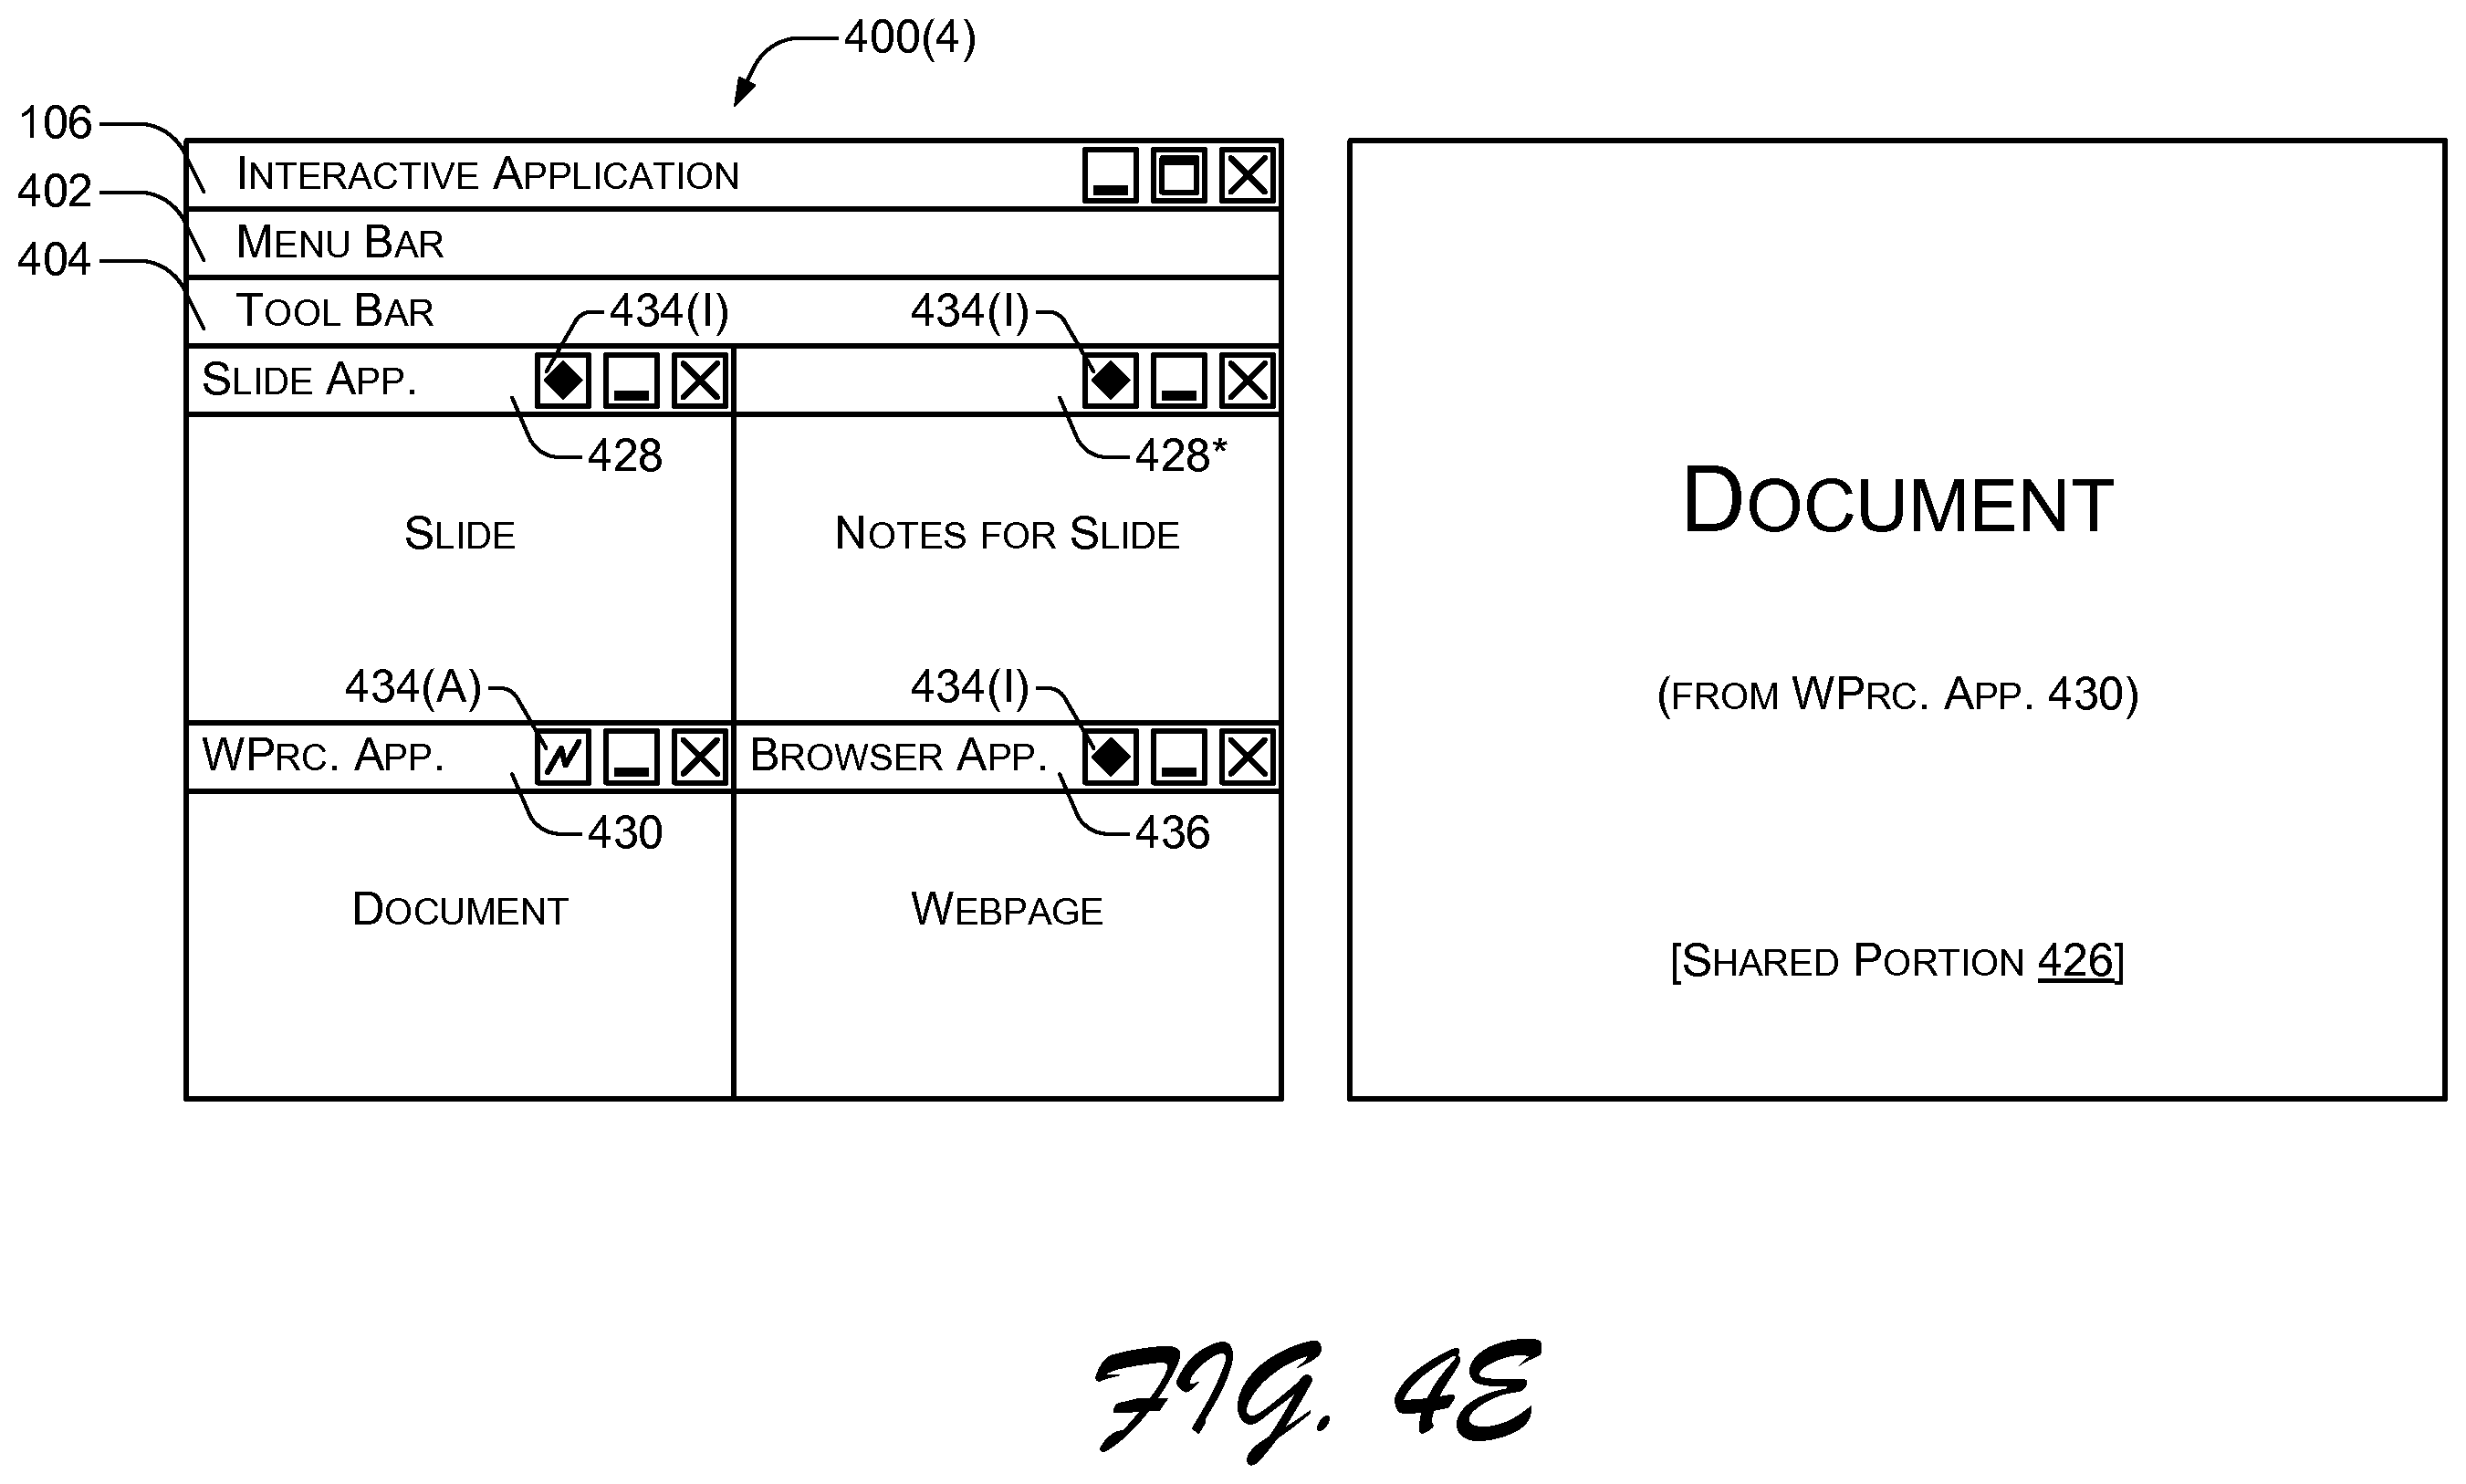 400(4)
106
INTERACTIVE APPLICATION
402
MENU BAR
404
TOOL BAR
434(I)
434(I)
SLIDE APP.
428
428*
SLIDE
NOTES FOR SLIDE
434(A)
434(I)
WPRC. APP.
BROWSER APP.
430
436
DOCUMENT
WEBPAGE
DOCUMENT
(FROM WPRC. APP. 430)
[SHARED PORTION 426]
FIG. 4E